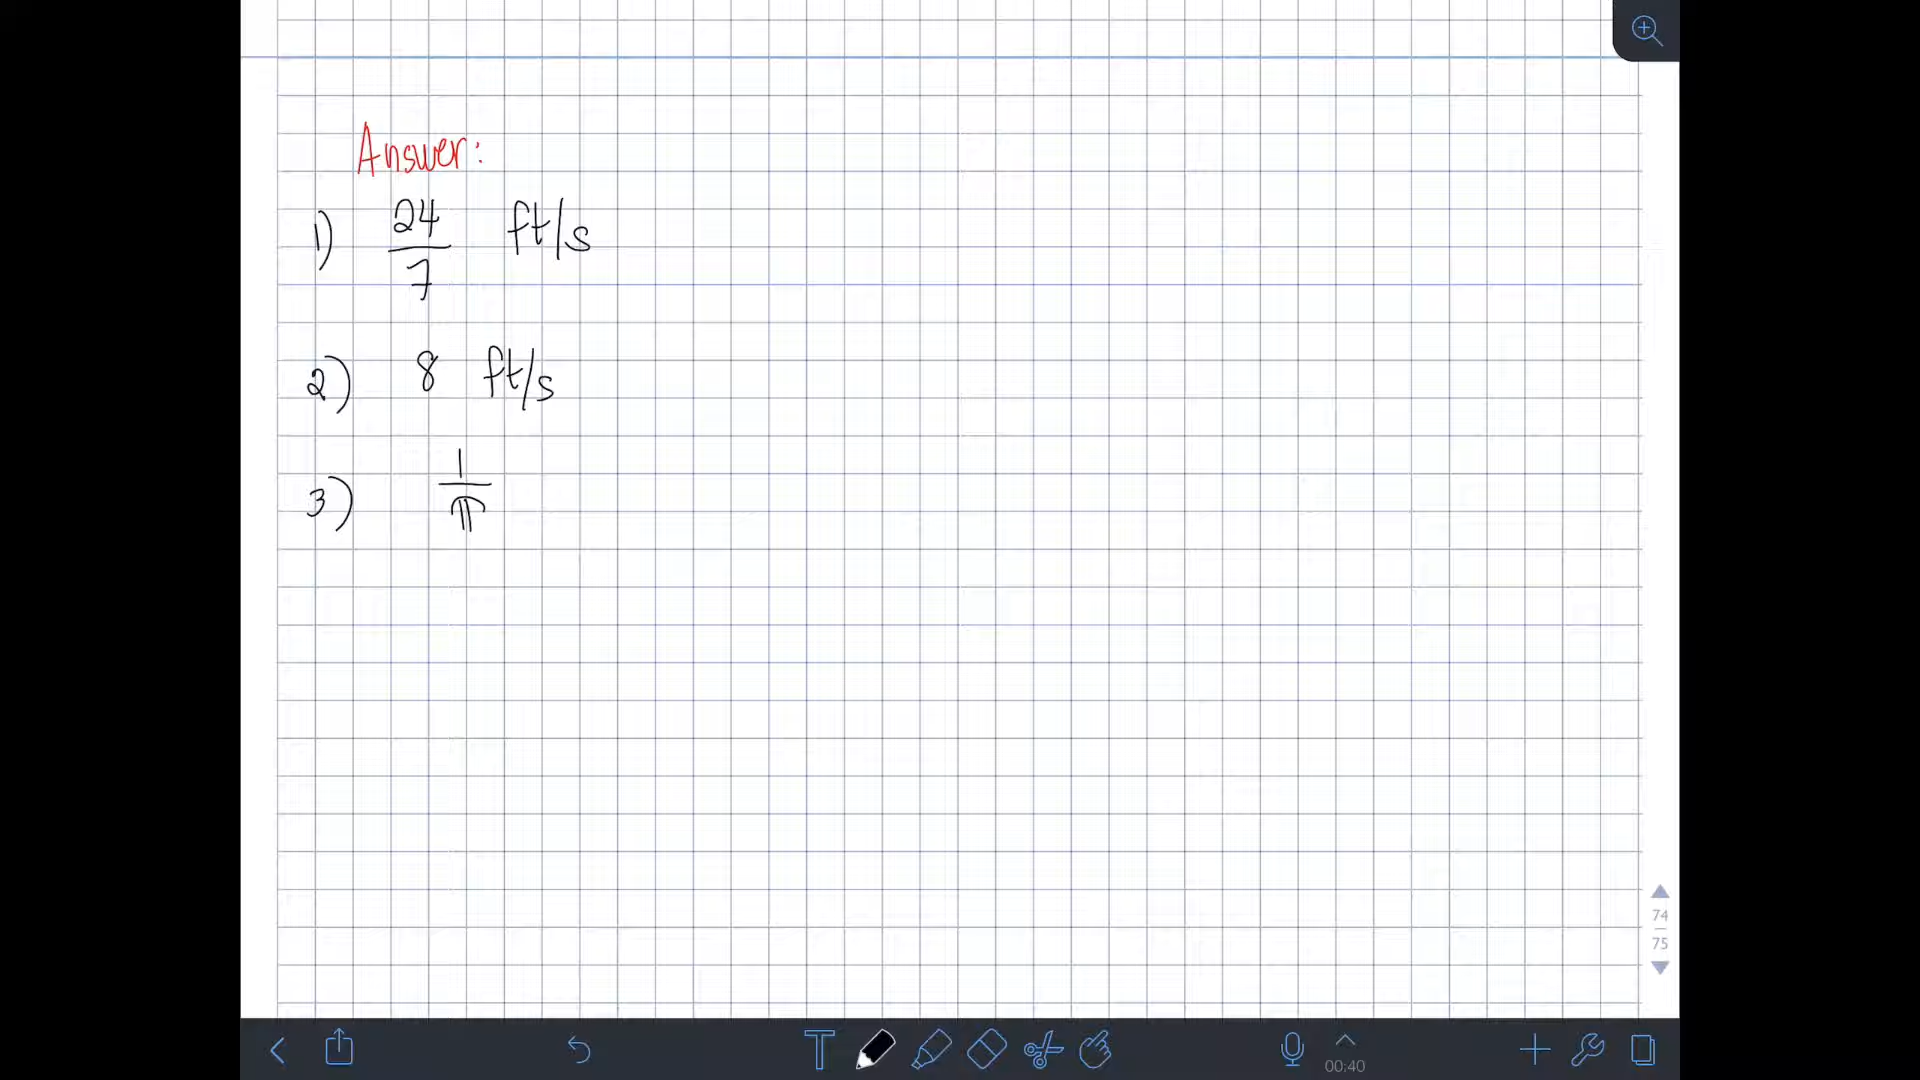 Answer:
1) 24/7 ft/s
2) 8 ft/s
3) 1/π
74
75
T
00:40